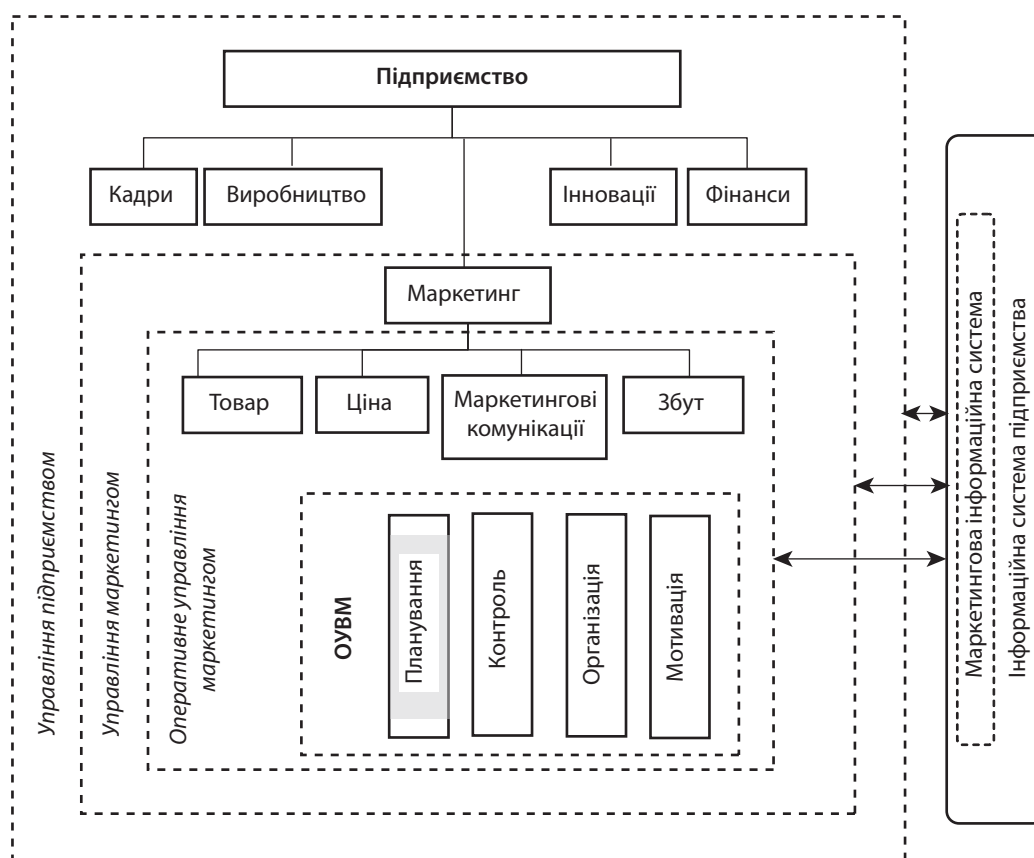 Підприємство
Кадри
Виробництво
Інновації
Фінанси
Маркетинг
Товар
Ціна
Маркетингові
комунікації
Збут
Управління підприємством
Управління маркетингом
Оперативне управління
маркетингом
ОУВМ
Планування
Контроль
Організація
Мотивація
Маркетингова інформаційна система
Інформаційна система підприємства